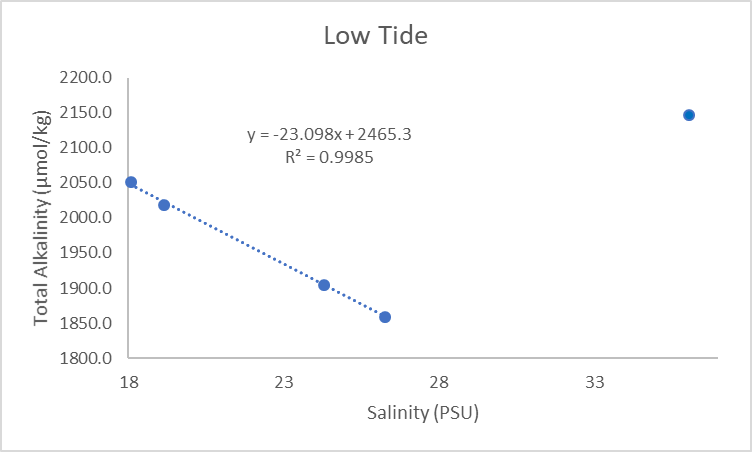 Low Tide
2200.0
2150.0
2100.0
2050.0
2000.0
1950.0
1900.0
1850.0
1800.0
Total Alkalinity (µmol/kg)
y = -23.098x + 2465.3
R² = 0.9985
18 23 28 33
Salinity (PSU)